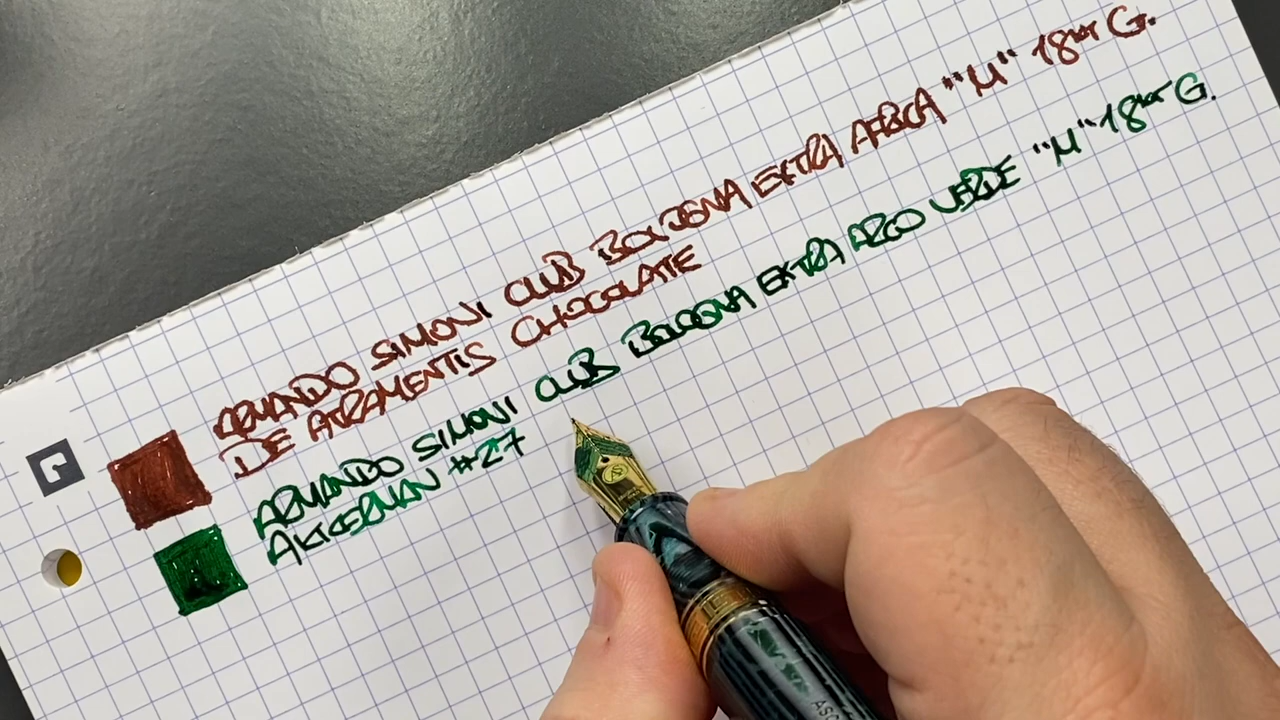 ARMANDO SIMONI CLUB BOLOGNA EXTRA AFRICA "M" 18KT G.
DE ATRAMENTIS CHOCOLATE
ARMANDO SIMONI CLUB BOLOGNA EXTRA ARCO VERDE "M" 18KT G.
AKKERMAN #27
ASC